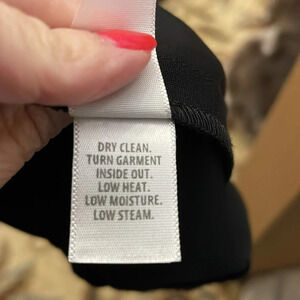 DRY CLEAN.
TURN GARMENT
INSIDE OUT.
LOW HEAT.
LOW MOISTURE.
LOW STEAM.